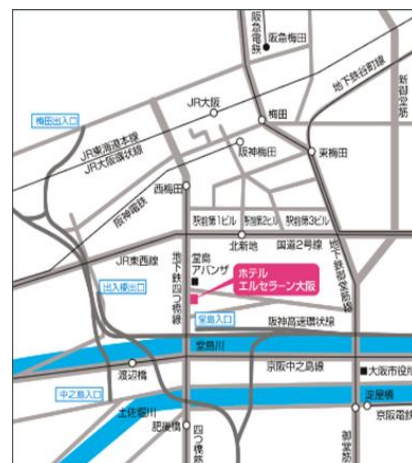 阪急電鉄
阪急梅田
地下鉄谷町線
新御堂筋
JR大阪
梅田
梅田出入口
JR東海道本線
JR大阪環状線
阪神梅田
東梅田
西梅田
阪神電鉄
駅前第1ビル
駅前第2ビル
駅前第3ビル
北新地
国道2号線
JR東西線
地下鉄四つ橋線
堂島
アバンザ
ホテル
エルセラーン大阪
出入橋出口
堂島入口
阪神高速環状線
堂島川
渡辺橋
京阪中之島線
大阪市役所
中之島入口
淀屋橋
土佐堀川
京阪電鉄
肥後橋
四つ橋筋
御堂筋